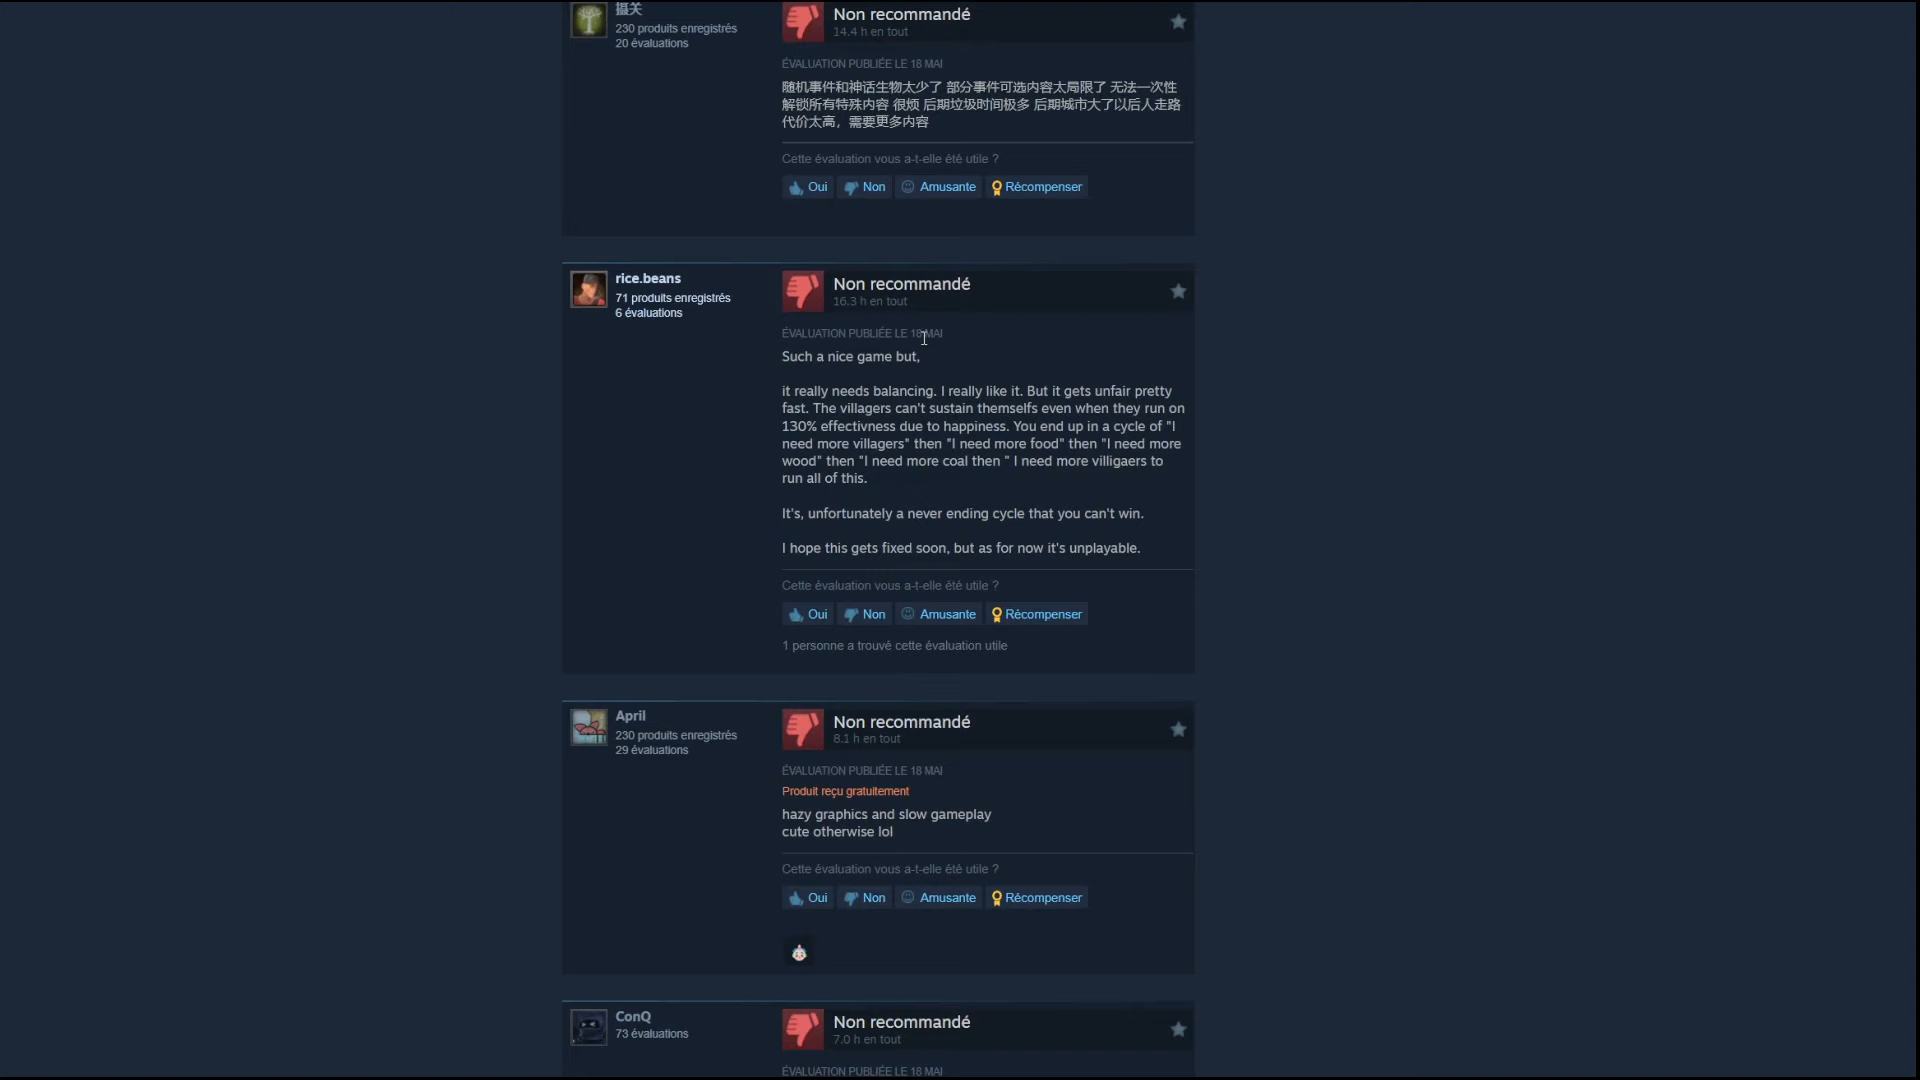 摄关
230 produits enregistrés
20 évaluations
Non recommandé
14.4 h en tout
ÉVALUATION PUBLIÉE LE 18 MAI
随机事件和神话生物太少了 部分事件可选内容太局限了 无法一次性
解锁所有特殊内容 很烦 后期垃圾时间极多 后期城市大了以后人走路
代价太高，需要更多内容
Cette évaluation vous a-t-elle été utile ?
Oui Non Amusante Récompenser
rice.beans
71 produits enregistrés
6 évaluations
Non recommandé
16.3 h en tout
ÉVALUATION PUBLIÉE LE 18 MAI
Such a nice game but,
it really needs balancing. I really like it. But it gets unfair pretty
fast. The villagers can't sustain themselfs even when they run on
130% effectivness due to happiness. You end up in a cycle of "I
need more villagers" then "I need more food" then "I need more
wood" then "I need more coal then " I need more villigaers to
run all of this.
It's, unfortunately a never ending cycle that you can't win.
I hope this gets fixed soon, but as for now it's unplayable.
Cette évaluation vous a-t-elle été utile ?
Oui Non Amusante Récompenser
1 personne a trouvé cette évaluation utile
April
230 produits enregistrés
29 évaluations
Non recommandé
8.1 h en tout
ÉVALUATION PUBLIÉE LE 18 MAI
Produit reçu gratuitement
hazy graphics and slow gameplay
cute otherwise lol
Cette évaluation vous a-t-elle été utile ?
Oui Non Amusante Récompenser
ConQ
73 évaluations
Non recommandé
7.0 h en tout
ÉVALUATION PUBLIÉE LE 18 MAI